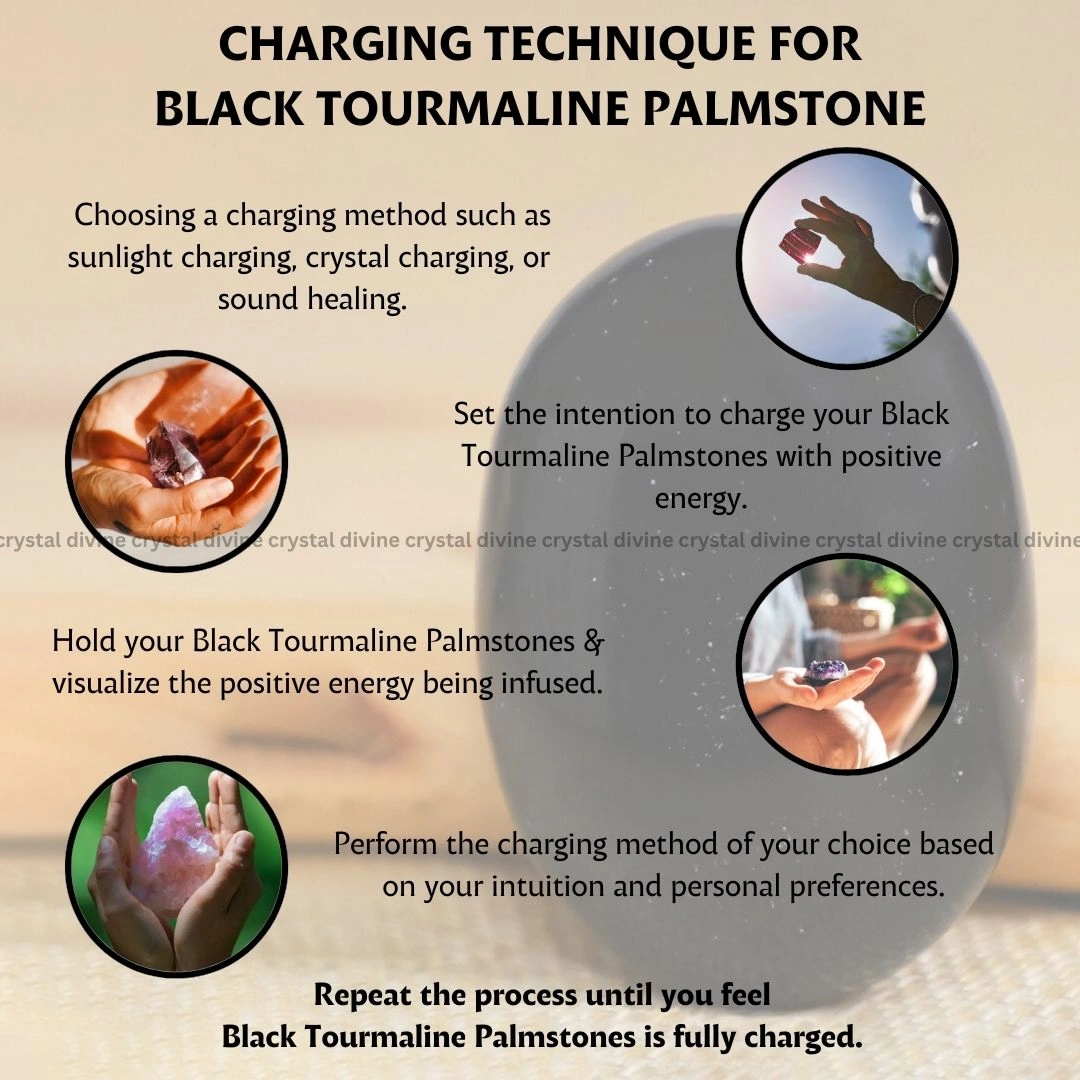 CHARGING TECHNIQUE FOR
BLACK TOURMALINE PALMSTONE
Choosing a charging method such as
sunlight charging, crystal charging, or
sound healing.
Set the intention to charge your Black
Tourmaline Palmstones with positive
energy.
crystal divine crystal divine crystal divine crystal divine crystal divine crystal divine crystal divine crystal divine
Hold your Black Tourmaline Palmstones &
visualize the positive energy being infused.
Perform the charging method of your choice based
on your intuition and personal preferences.
Repeat the process until you feel
Black Tourmaline Palmstones is fully charged.